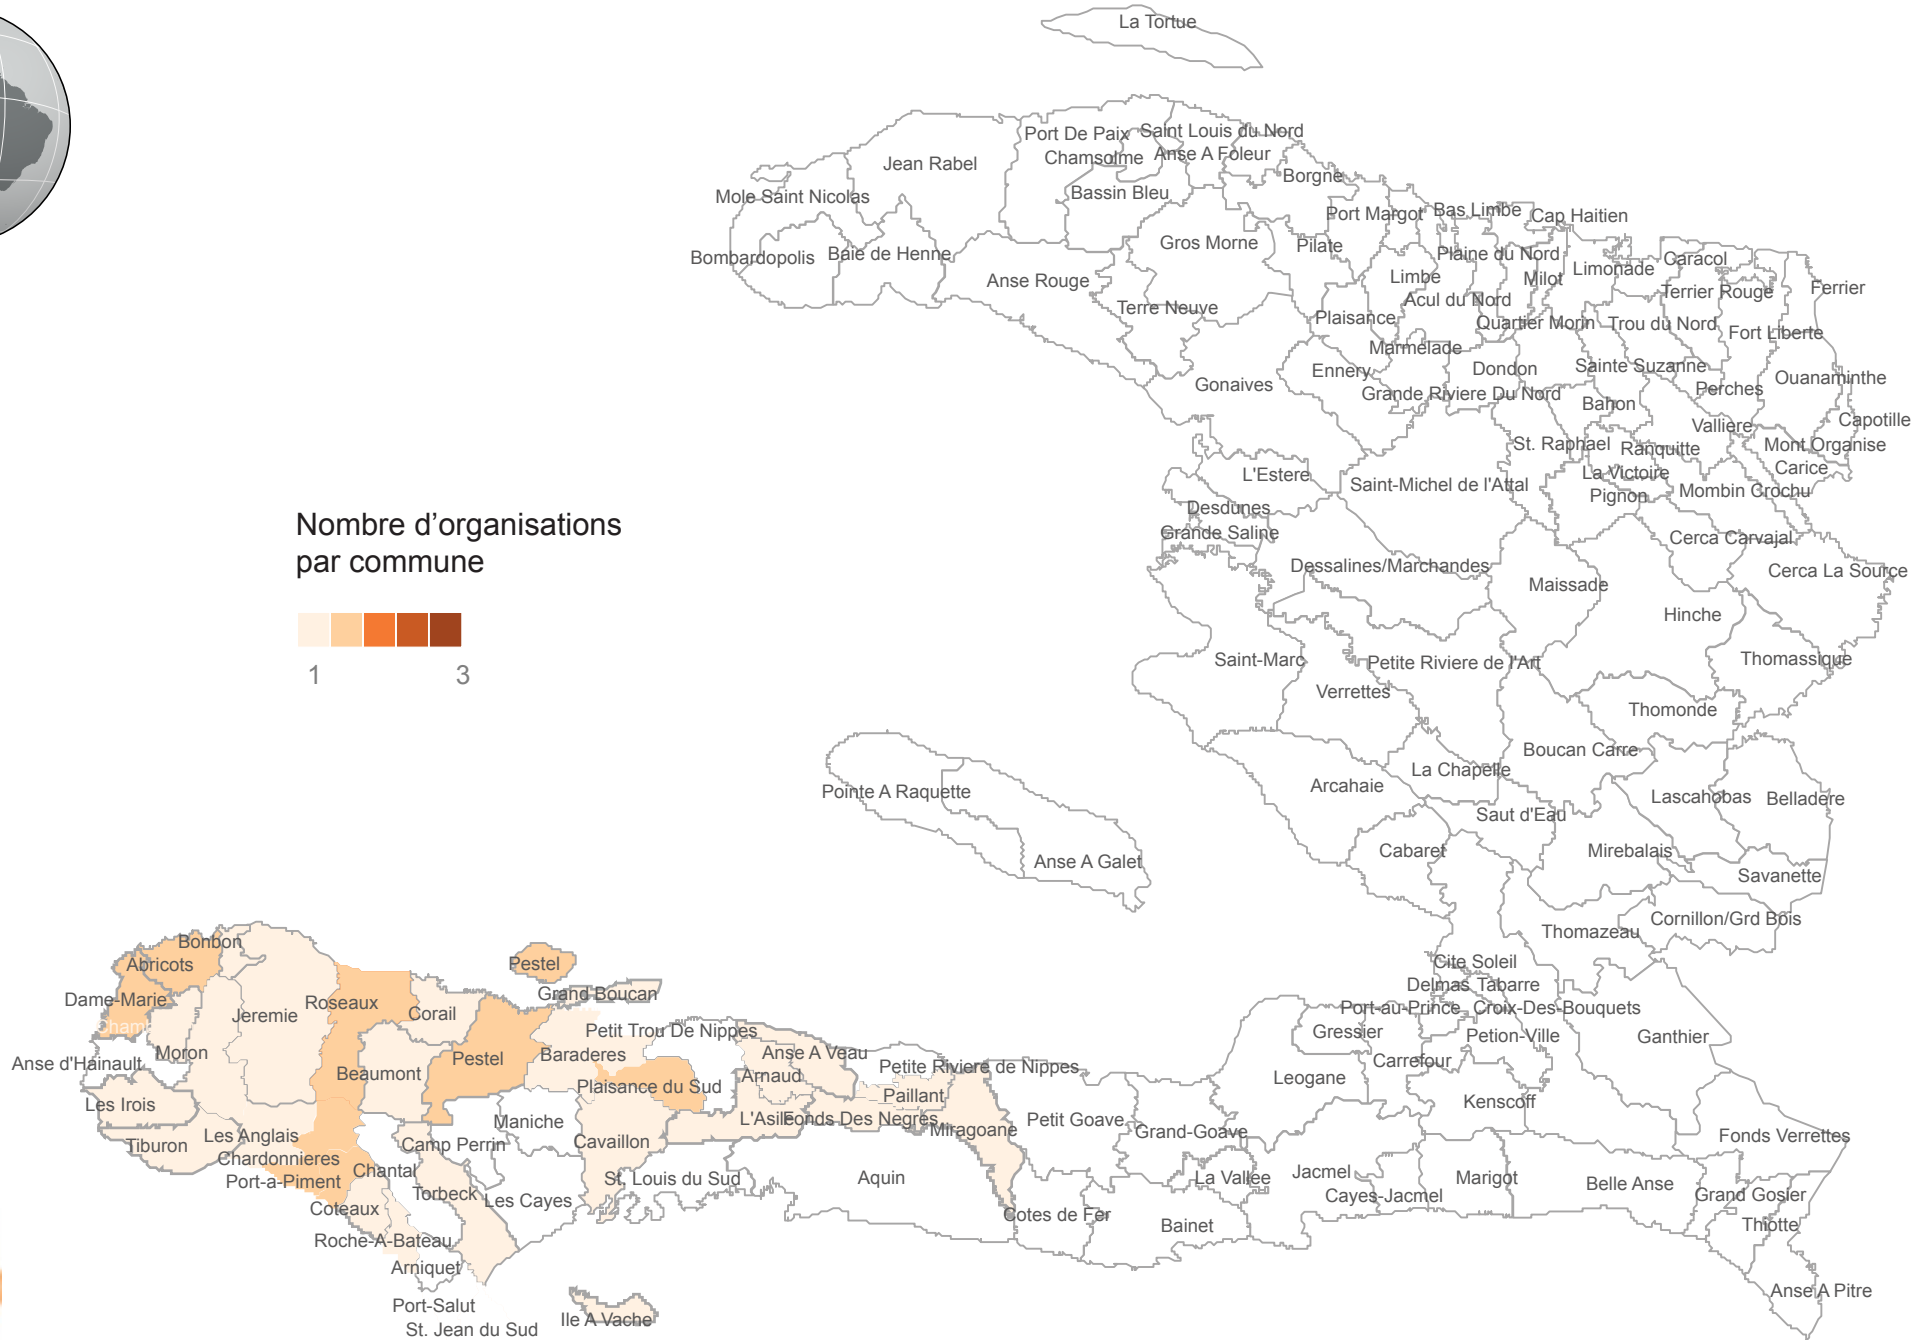 La Tortue
Port De Paix
Saint Louis du Nord
Jean Rabel
Chamsolme
Anse A Foleur
Borgne
Bassin Bleu
Mole Saint Nicolas
Port Margot
Bas Limbe
Cap Haitien
Gros Morne
Pilate
Bombardopolis
Baie de Henne
Plaine du Nord
Caracol
Limonade
Anse Rouge
Limbe
Milot
Terrier Rouge
Ferrier
Acul du Nord
Terre Neuve
Plaisance
Quartier Morin
Trou du Nord
Fort Liberte
Marmelade
Ennery
Dondon
Sainte Suzanne
Ouanaminthe
Gonaives
Grande Riviere Du Nord
Perches
Bahon
Capotille
Valliere
St. Raphael
Ranquitte
Mont Organise
L'Estere
La Victoire
Carice
Saint-Michel de l'Attal
Pignon
Mombin Crochu
Desdunes
Nombre d'organisations
par commune
1
3
Grande Saline
Cerca Carvajal
Dessalines/Marchandes
Maissade
Cerca La Source
Hinche
Saint-Marc
Petite Riviere de l'Art
Thomassique
Verrettes
Thomonde
Boucan Carre
La Chapelle
Arcahaie
Pointe A Raquette
Lascahobas
Belladere
Saut d'Eau
Anse A Galet
Cabaret
Mirebalais
Savanette
Cornillon/Grd Bois
Thomazeau
Bonbon
Abricots
Pestel
Cite Soleil
Grand Boucan
Delmas
Tabarre
Dame-Marie
Roseaux
Port-au-Prince
Croix-Des-Bouquets
Jeremie
Corail
Cham
Petit Trou De Nippes
Gressier
Petion-Ville
Ganthier
Anse d'Hainault
Moron
Pestel
Baraderes
Anse A Veau
Carrefour
Petite Riviere de Nippes
Beaumont
Arnaud
Leogane
Plaisance du Sud
Paillant
Les Irois
Kenscoff
Maniche
L'Asile
Fonds Des Negres
Petit Goave
Miragoane
Grand-Goave
Les Anglais
Tiburon
Camp Perrin
Cavaillon
Fonds Verrettes
Chardonnieres
Chantal
Port-a-Piment
St. Louis du Sud
Aquin
La Vallee
Jacmel
Marigot
Belle Anse
Torbeck
Les Cayes
Cayes-Jacmel
Grand Gosier
Coteaux
Cotes de Fer
Bainet
Thiotte
Roche-A-Bateau
Arniquet
Anse A Pitre
Port-Salut
Ile A Vache
St. Jean du Sud